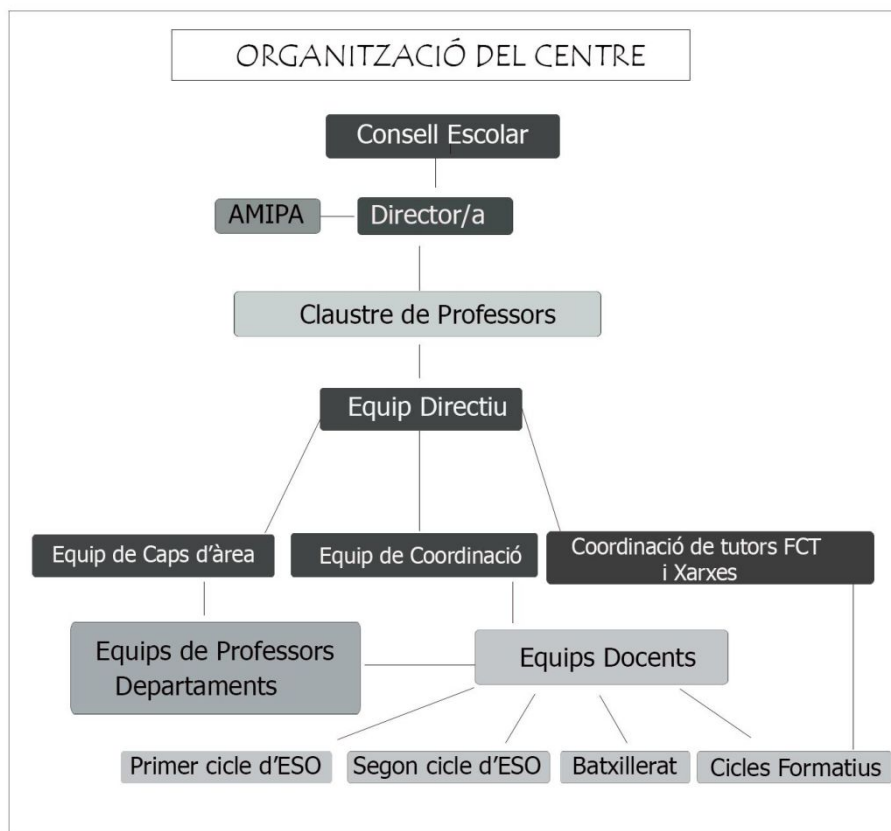 ORGANITZACIÓ DEL CENTRE
Consell Escolar
AMIPA
Director/a
Claustre de Professors
Equip Directiu
Equip de Caps d'àrea
Equip de Coordinació
Coordinació de tutors FCT
i Xarxes
Equips de Professors
Departaments
Equips Docents
Primer cicle d'ESO
Segon cicle d'ESO
Batxillerat
Cicles Formatius